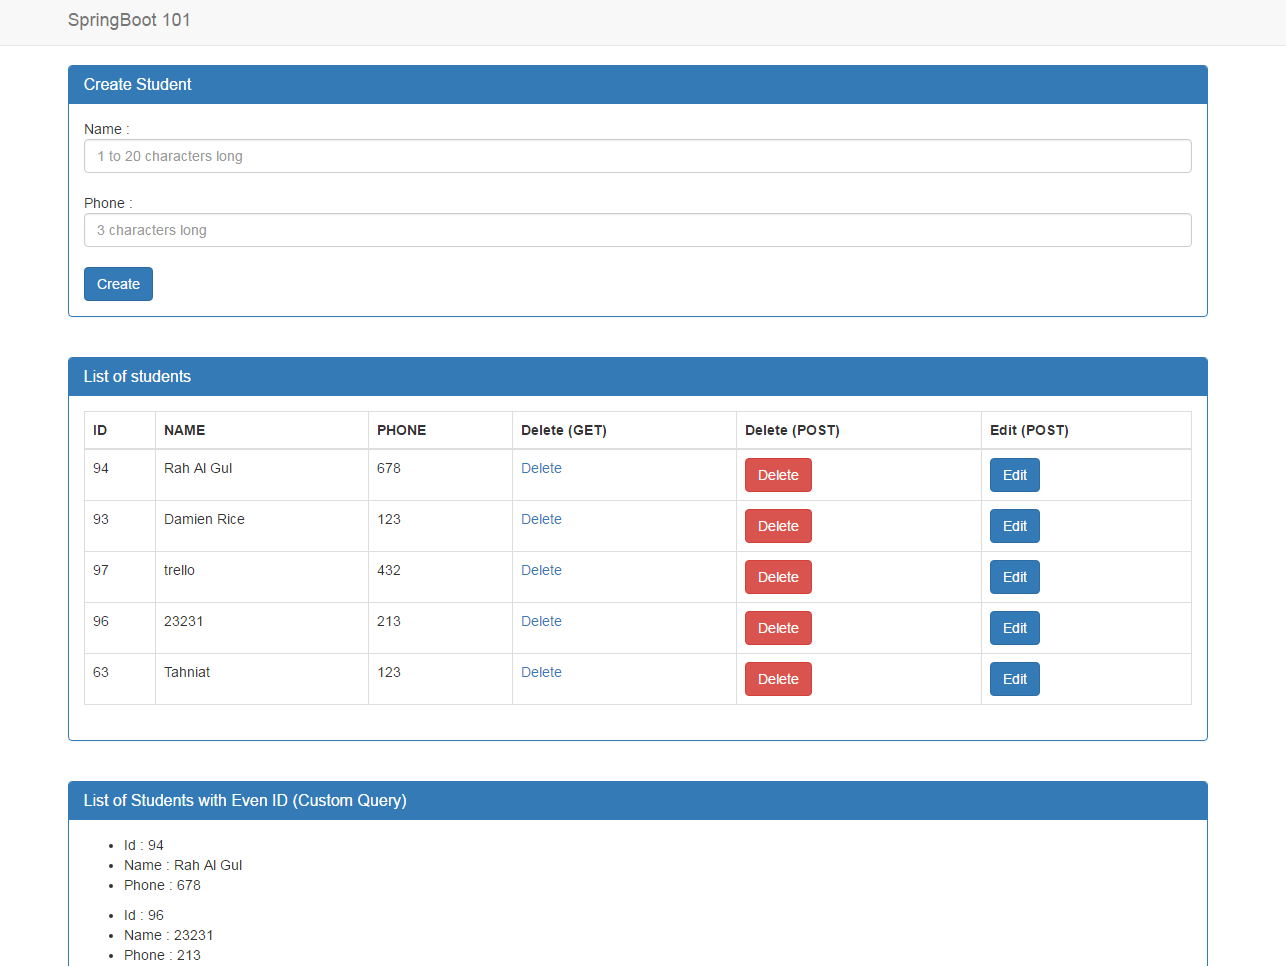 SpringBoot 101
Create Student
Name :
1 to 20 characters long
Phone :
3 characters long
Create
List of students
ID NAME PHONE Delete (GET) Delete (POST) Edit (POST)
94 Rah Al Gul 678 Delete Delete Edit
93 Damien Rice 123 Delete Delete Edit
97 trello 432 Delete Delete Edit
96 23231 213 Delete Delete Edit
63 Tahniat 123 Delete Delete Edit
List of Students with Even ID (Custom Query)
• Id : 94
• Name : Rah Al Gul
• Phone : 678
• Id : 96
• Name : 23231
• Phone : 213